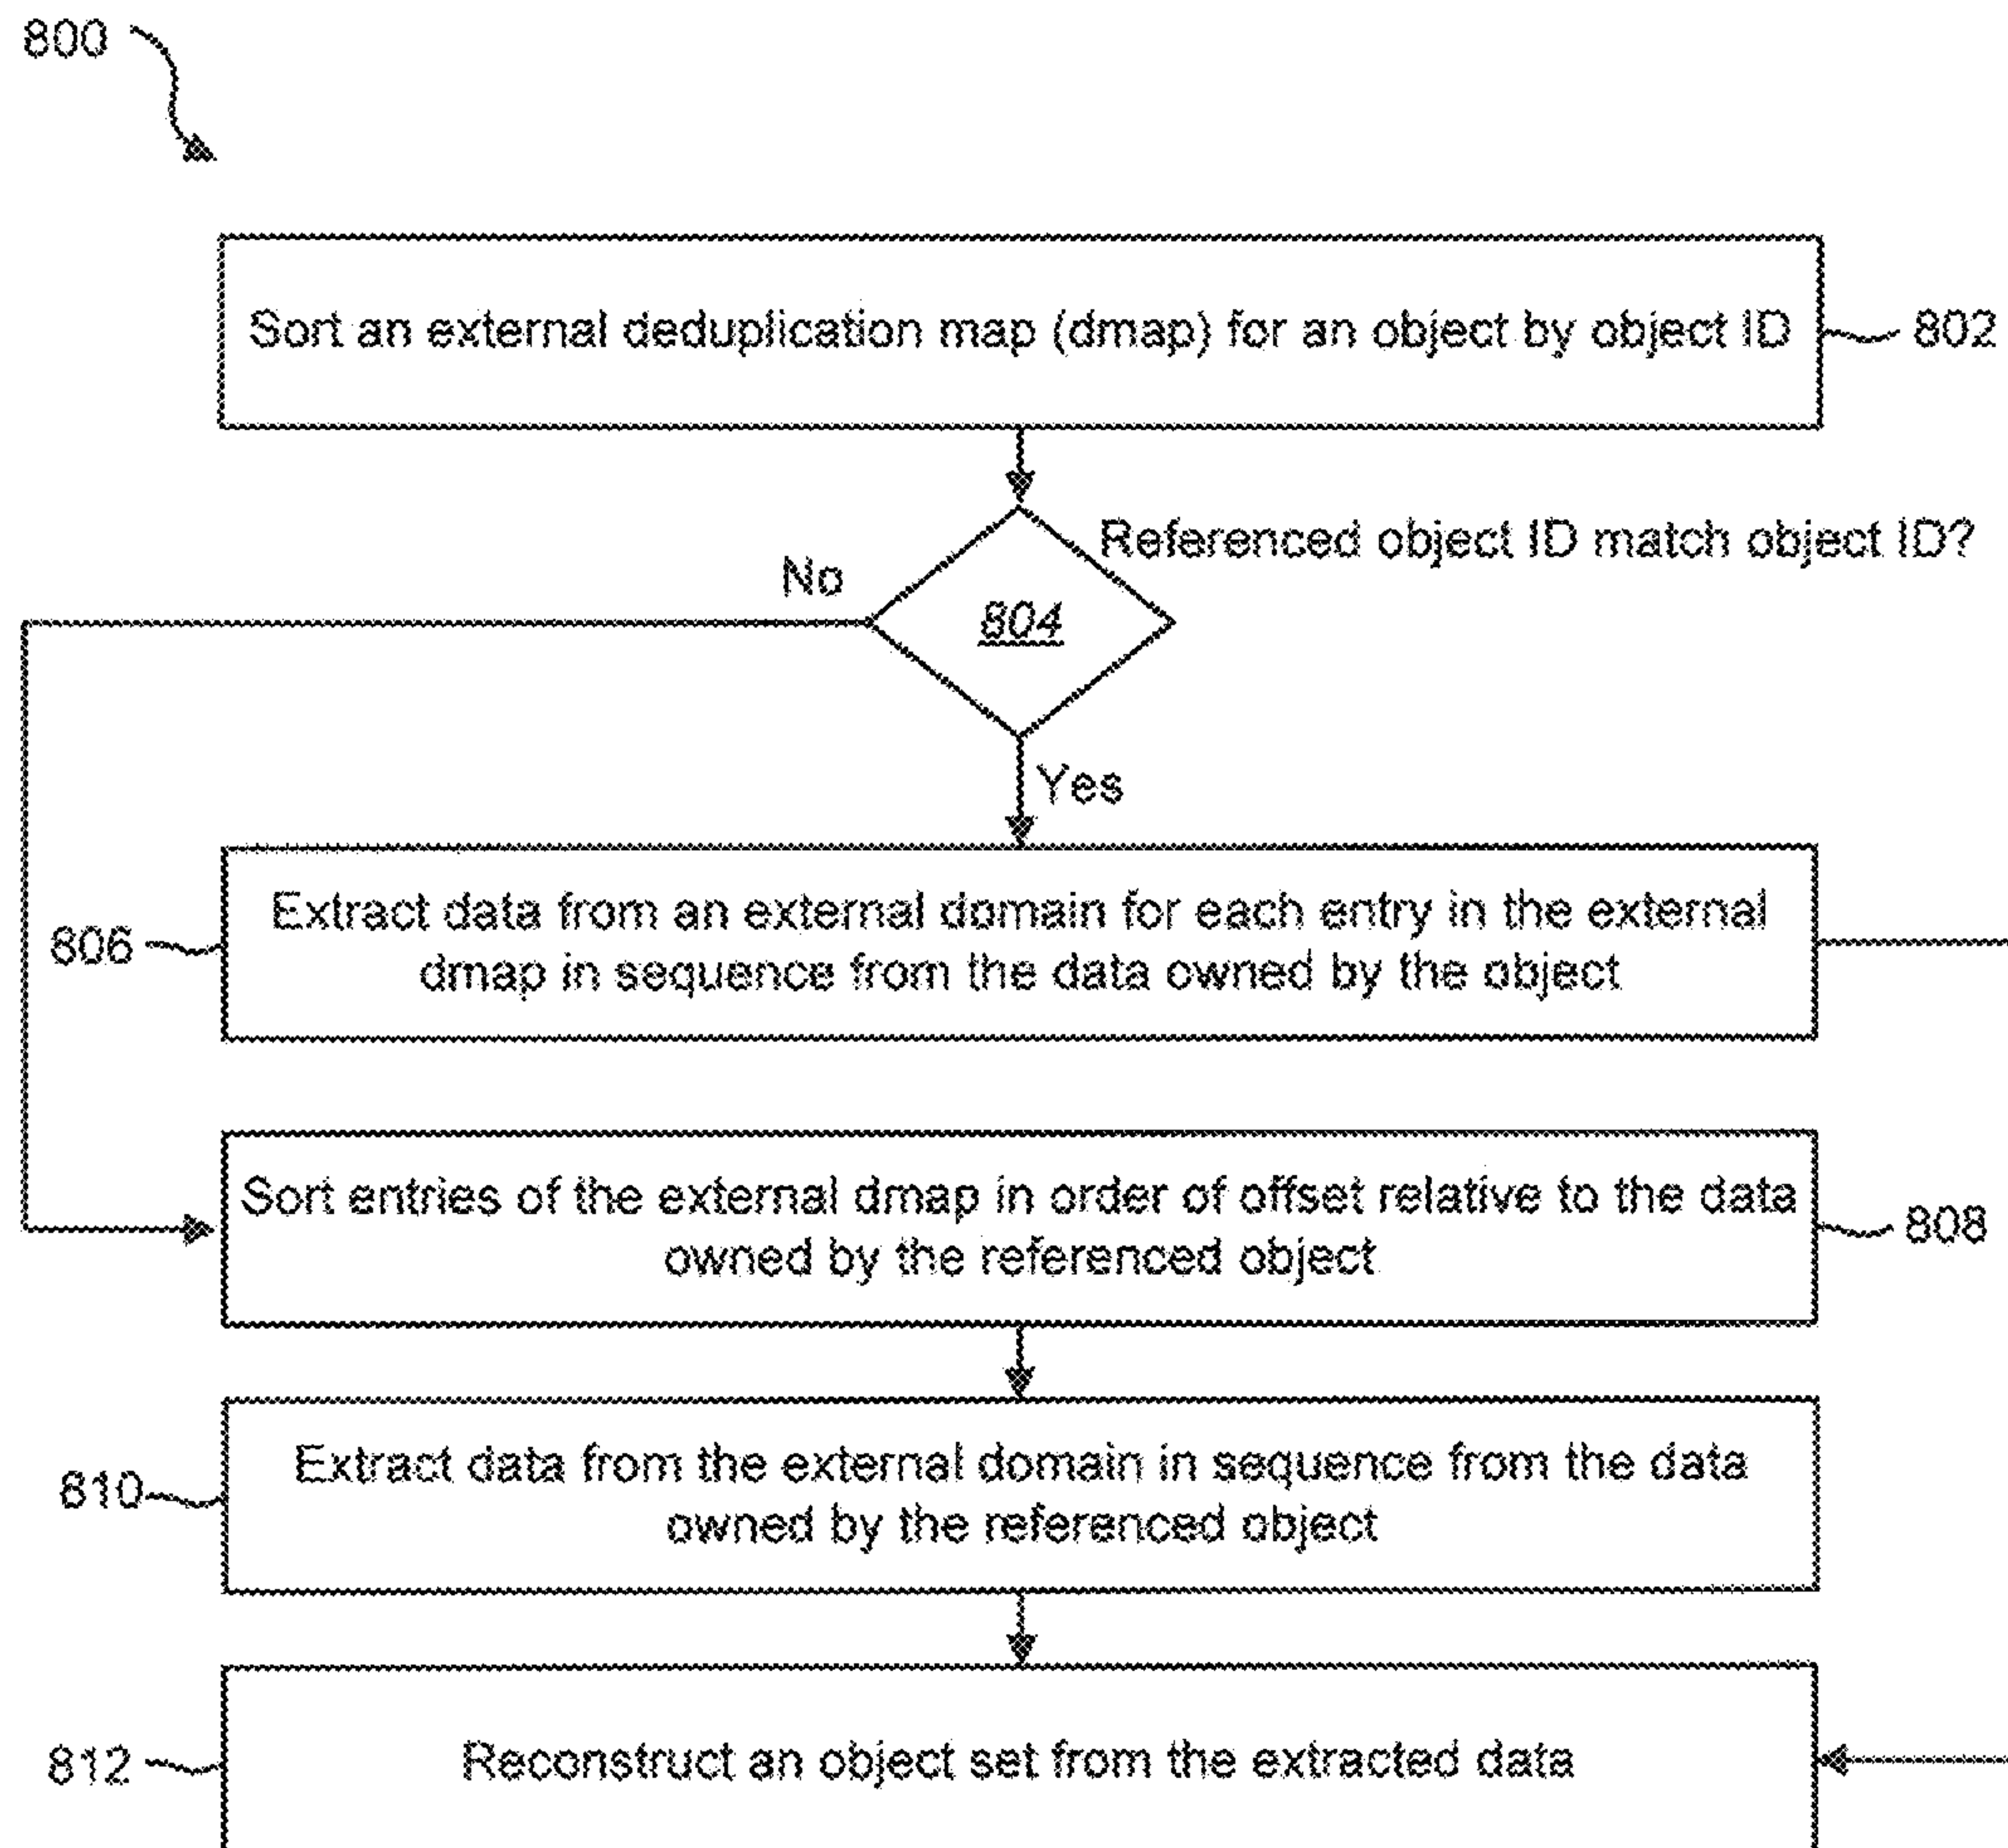 800
Sort an external deduplication map (dmap) for an object by object ID
802
Referenced object ID match object ID?
No
804
Yes
806
Extract data from an external domain for each entry in the external
dmap in sequence from the data owned by the object
Sort entries of the external dmap in order of offset relative to the data
owned by the referenced object
808
810
Extract data from the external domain in sequence from the data
owned by the referenced object
812
Reconstruct an object set from the extracted data